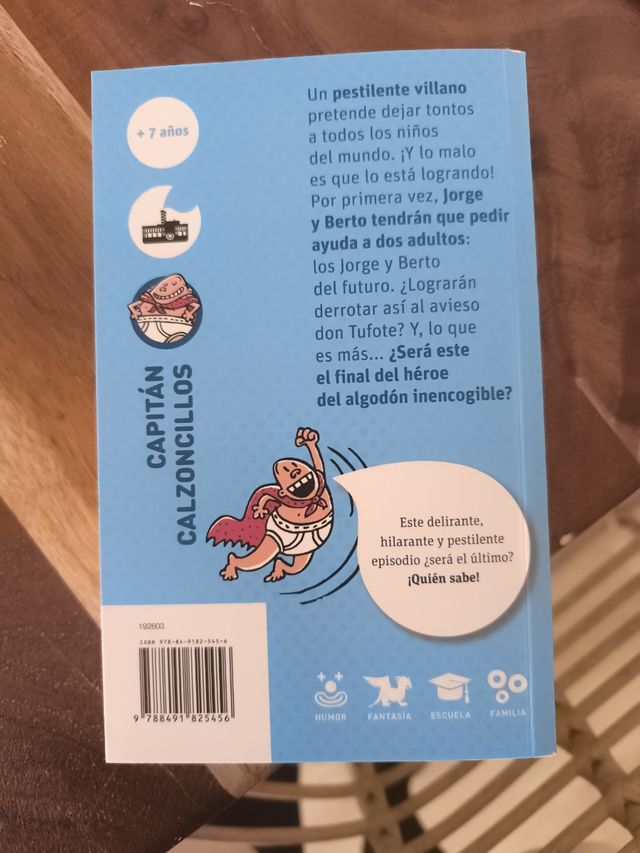 + 7 años
CAPITÁN
CALZONCILLOS
Un pestilente villano
pretende dejar tontos
a todos los niños
del mundo. ¡Y lo malo
es que lo está logrando!
Por primera vez, Jorge
y Berto tendrán que pedir
ayuda a dos adultos:
los Jorge y Berto
del futuro. ¿Lograrán
derrotar así al avieso
don Tufote? Y, lo que
es más... ¿Será este
el final del héroe
del algodón inencogible?
Este delirante,
hilarante y pestilente
episodio ¿será el último?
¡Quién sabe!
192603
ISBN 978-84-9182-545-6
9 788491 825456
HUMOR
FANTASÍA
ESCUELA
FAMILIA